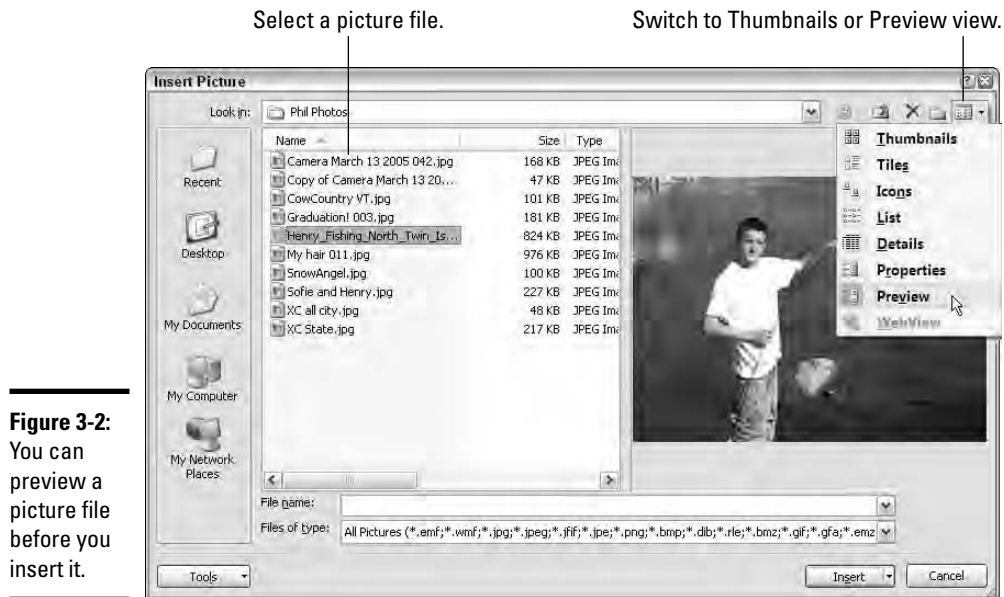 Select a picture file.
Switch to Thumbnails or Preview view.
Insert Picture
Look in:
Phil Photos
Name
Size
Type
Camera March 13 2005 042.jpg 168 KB JPEG Ima
Copy of Camera March 13 20... 47 KB JPEG Ima
CowCountry VT.jpg 101 KB JPEG Ima
Graduation! 003.jpg 181 KB JPEG Ima
Henry_Fishing_North_Twin_Is... 824 KB JPEG Ima
My hair 011.jpg 976 KB JPEG Ima
SnowAngel.jpg 100 KB JPEG Ima
Sofie and Henry.jpg 227 KB JPEG Ima
XC all city.jpg 48 KB JPEG Ima
XC State.jpg 217 KB JPEG Ima
Recent
Desktop
My Documents
My Computer
My Network
Places
Thumbnails
Tiles
Icons
List
Details
Properties
Preview
WebView
File name:
Files of type:
All Pictures (*.emf;*.wmf;*.jpg;*.jpeg;*.jfif;*.jpe;*.png;*.bmp;*.dib;*.rle;*.bmz;*.gif;*.gfa;*.emz
Tools
Insert
Cancel
Figure 3-2:
You can
preview a
picture file
before you
insert it.